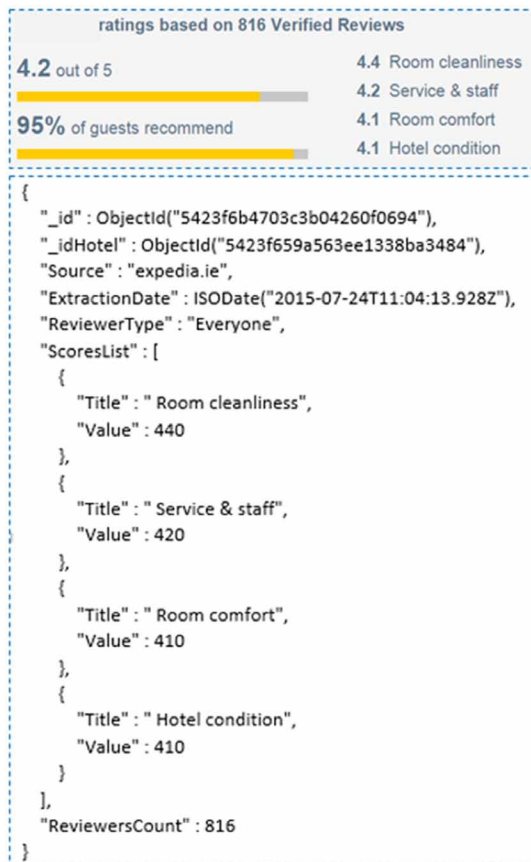 ratings based on 816 Verified Reviews
4.2 out of 5
95% of guests recommend
4.4 Room cleanliness
4.2 Service & staff
4.1 Room comfort
4.1 Hotel condition
{
"_id" : ObjectId("5423f6b4703c3b04260f0694"),
"_idHotel" : ObjectId("5423f659a563ee1338ba3484"),
"Source" : "expedia.ie",
"ExtractionDate" : ISODate("2015-07-24T11:04:13.928Z"),
"ReviewerType" : "Everyone",
"ScoresList" : [
{
"Title" : " Room cleanliness",
"Value" : 440
},
{
"Title" : " Service & staff",
"Value" : 420
},
{
"Title" : " Room comfort",
"Value" : 410
},
{
"Title" : " Hotel condition",
"Value" : 410
}
],
"ReviewersCount" : 816
}